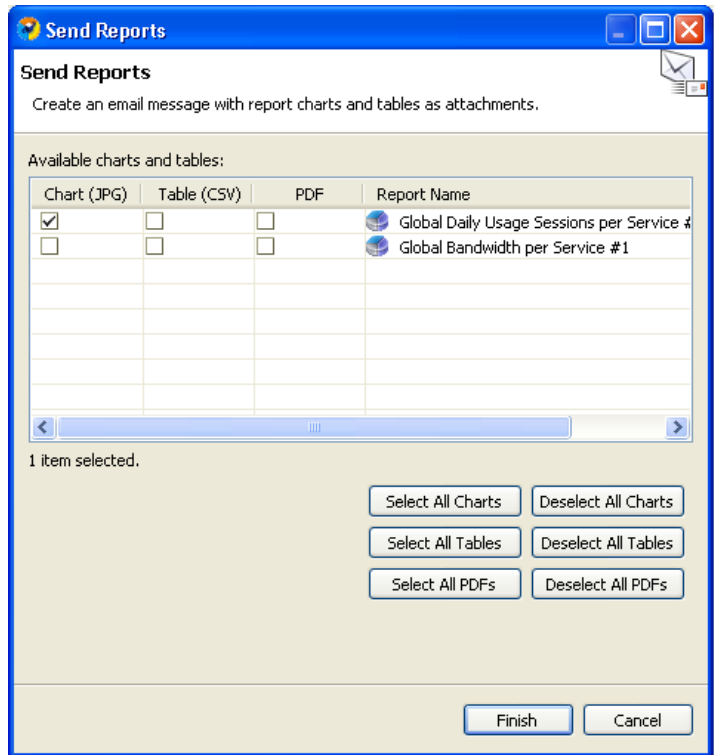 Send Reports
Send Reports
Create an email message with report charts and tables as attachments.
Available charts and tables:
Chart (JPG) Table (CSV) PDF Report Name
Global Daily Usage Sessions per Service #
Global Bandwidth per Service #1
1 item selected.
Select All Charts Deselect All Charts
Select All Tables Deselect All Tables
Select All PDFs Deselect All PDFs
Finish Cancel